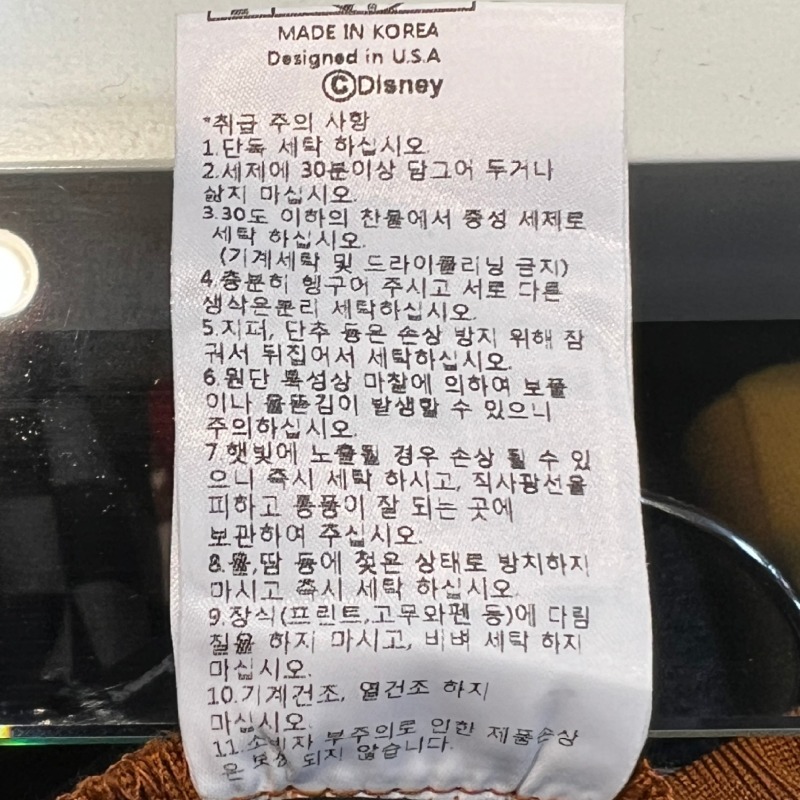 MADE IN KOREA
Designed in U.S.A
ⒸDisney
*취급 주의 사항
1.단독 세탁 하십시오.
2.세제에 30분이상 담그어 두거나
삶지 마십시오.
3.30도 이하의 찬물에서 중성 세제로
세탁 하십시오.
(기계세탁 및 드라이클리닝 금지)
4.충분히 헹구어 주시고 서로 다른
생삭은분리 세탁하십시오.
5.지퍼, 단추 등은 손상 방지 위해 잠
궈서 뒤집어서 세탁하십시오.
6.원단 특성상 마찰에 의하여 보풀
이나 올뜯김이 발생할 수 있으니
주의하십시오.
7.햇빛에 노출될 경우 손상 될 수 있
으니 즉시 세탁 하시고, 직사광선을
피하고 통풍이 잘 되는 곳에
보관하여 주십시오.
8.물,땀 등에 젖은 상태로 방치하지
마시고 즉시 세탁 하십시오.
9.장식(프린트,고무와펜 등)에 다림
질을 하지 마시고, 비벼 세탁 하지
마십시오.
10.기계건조, 열건조 하지
마십시오.
11.소비자 부주의로 인한 제품손상
은 보상 되지 않습니다.